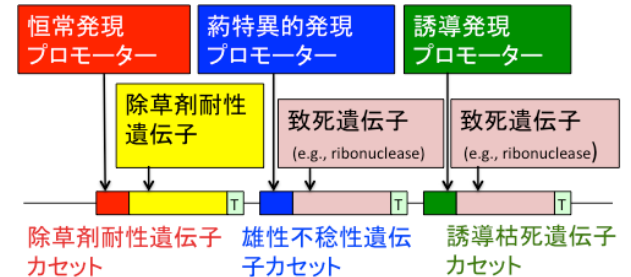 恒常発現
プロモーター
葯特異的発現
プロモーター
誘導発現
プロモーター
除草剤耐性
遺伝子
致死遺伝子
(e.g., ribonuclease)
致死遺伝子
(e.g., ribonuclease)
T
T
T
除草剤耐性遺伝子
カセット
雄性不稔性遺伝
子カセット
誘導枯死遺伝子
カセット